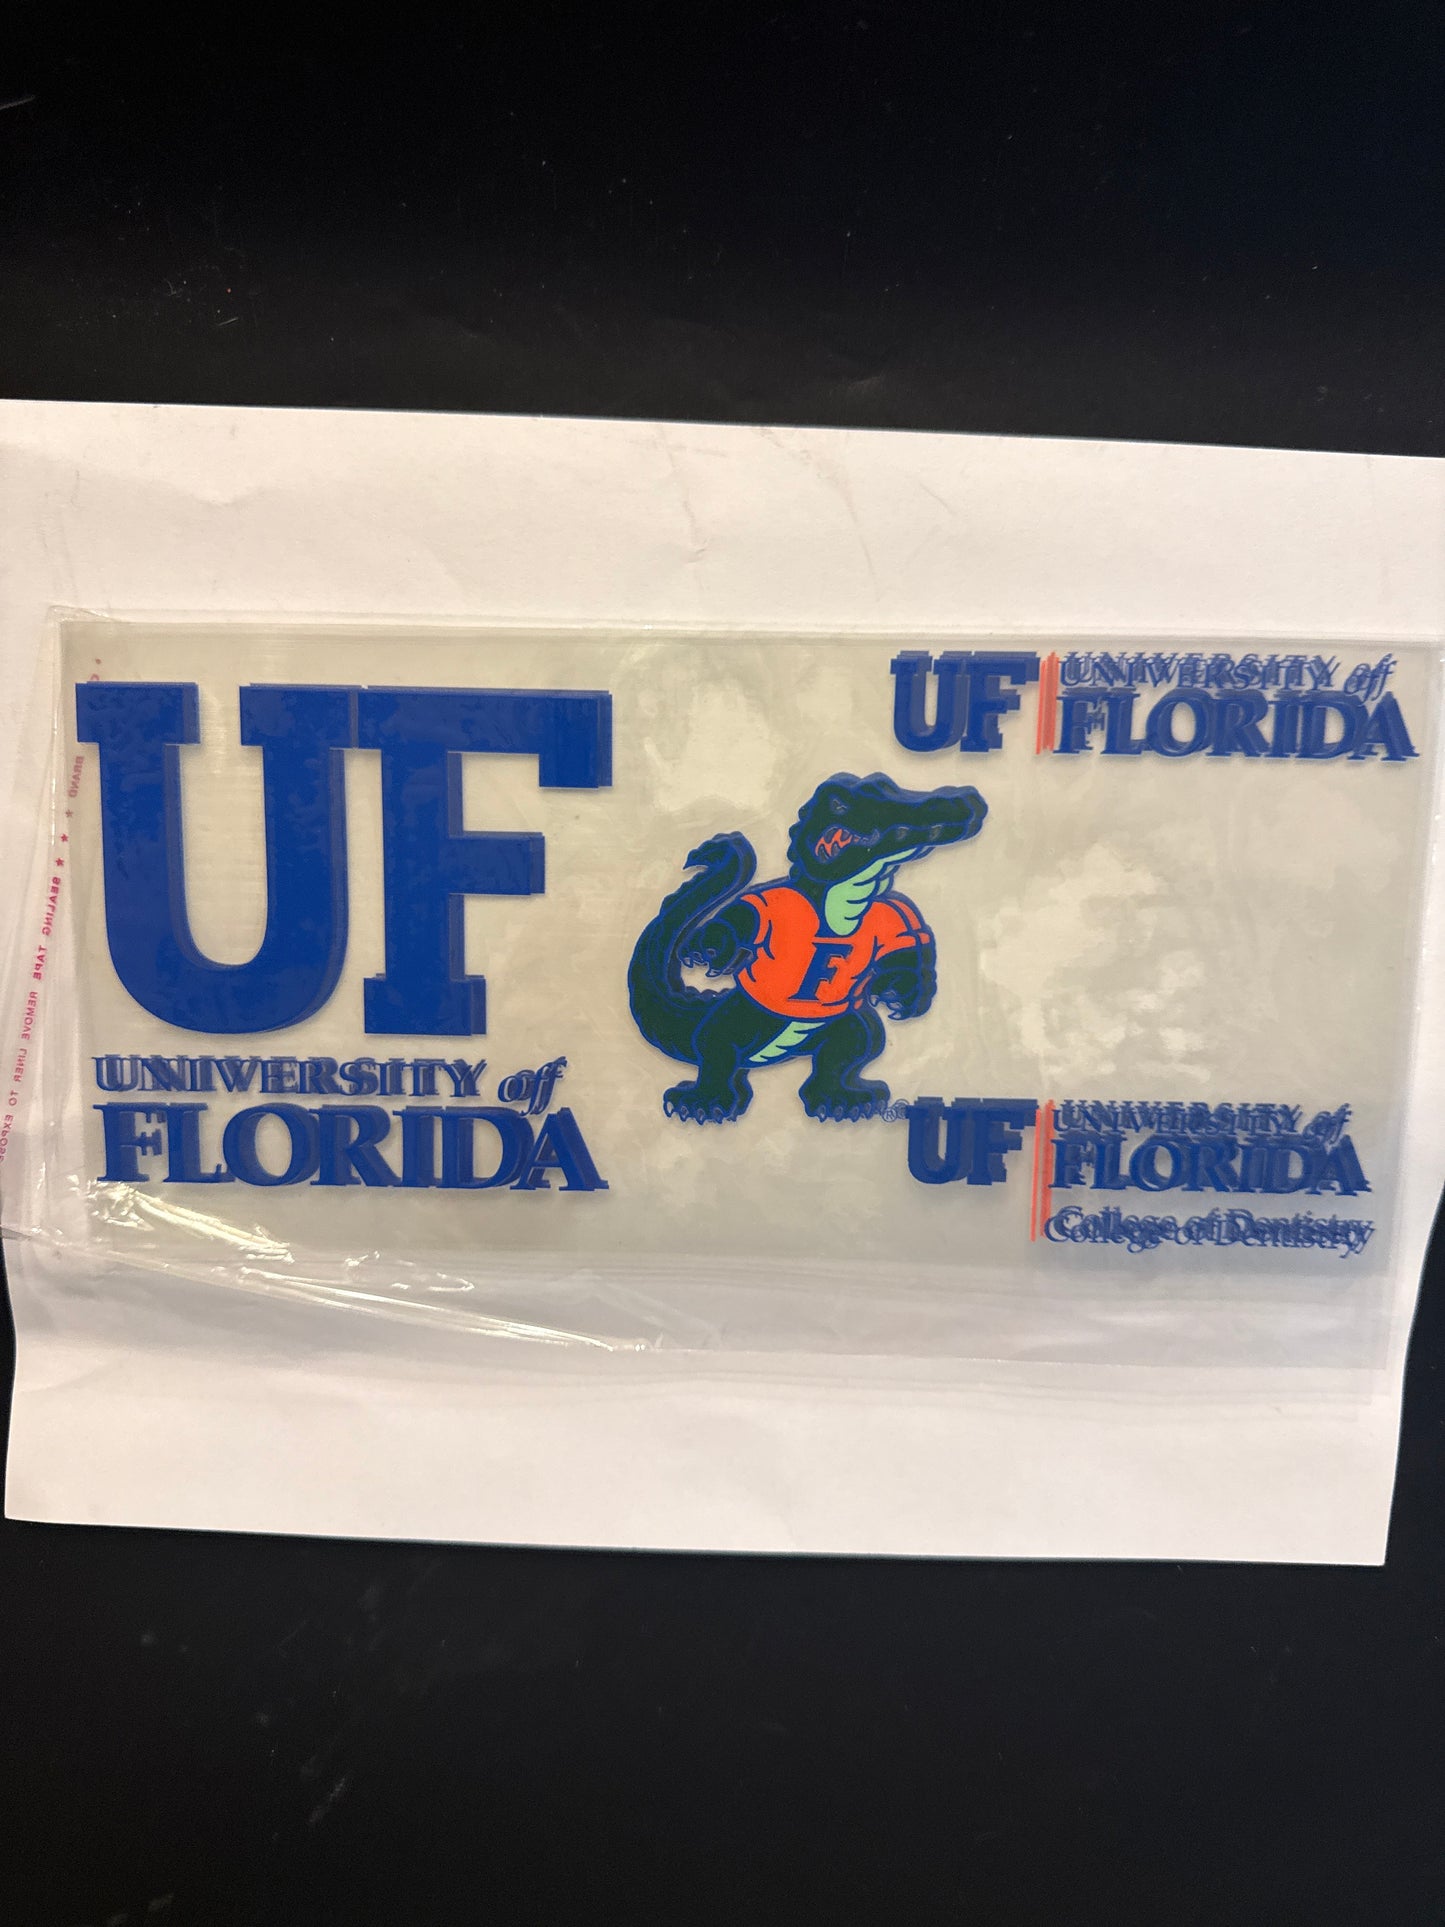 UF
UNIVERSITY of
FLORIDA
F
®
UF UNIVERSITY of
FLORIDA
UF UNIVERSITY of
FLORIDA
College of Dentistry
BRAND * * * SEALING TAPE REMOVE LINER TO EXPOSE